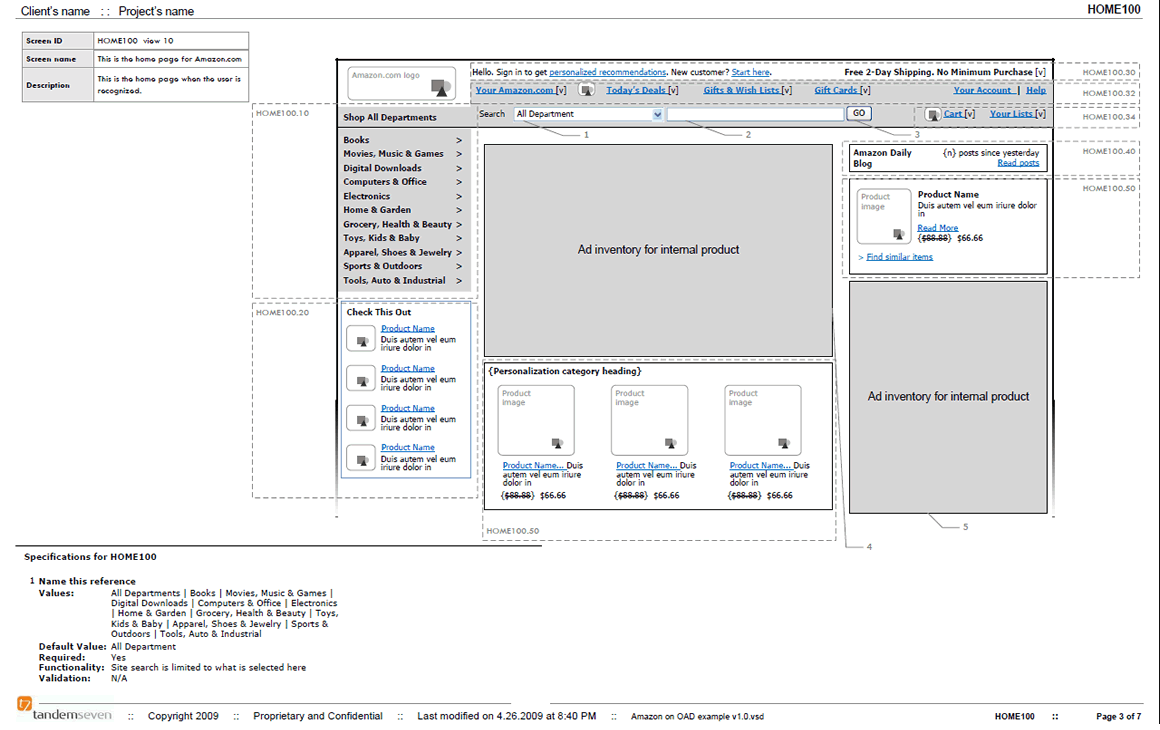 Client's name :: Project's name
HOME100
Screen ID HOME100 view 10
Screen name This is the home page for Amazon.com
Description This is the home page when the user is
recognized.
Amazon.com logo
Hello. Sign in to get personalized recommendations. New customer? Start here.
Free 2-Day Shipping. No Minimum Purchase [v]
HOME100.30
Your Amazon.com [v]
Today's Deals [v]
Gifts & Wish Lists [v]
Gift Cards [v]
Your Account |
Help
HOME100.32
HOME100.10
Shop All Departments
Search
All Department
GO
Cart [v]
Your Lists [v]
HOME100.34
1
2
3
Books >
Movies, Music & Games >
Digital Downloads >
Computers & Office >
Electronics >
Home & Garden >
Grocery, Health & Beauty >
Toys, Kids & Baby >
Apparel, Shoes & Jewelry >
Sports & Outdoors >
Tools, Auto & Industrial >
Ad inventory for internal product
Amazon Daily
Blog
{n} posts since yesterday
Read posts
HOME100.40
HOME100.50
Product
image
Product Name
Duis autem vel eum iriure dolor
in
Read More
{$88.88} $66.66
> Find similar items
HOME100.20
Check This Out
Product Name
Duis autem vel eum
iriure dolor in
Product Name
Duis autem vel eum
iriure dolor in
Product Name
Duis autem vel eum
iriure dolor in
Product Name
Duis autem vel eum
iriure dolor in
{Personalization category heading}
Product
image
Product Name... Duis
autem vel eum iriure
dolor in
{$88.88} $66.66
Product
image
Product Name... Duis
autem vel eum iriure
dolor in
{$88.88} $66.66
Product
image
Product Name... Duis
autem vel eum iriure
dolor in
{$88.88} $66.66
HOME100.50
Ad inventory for internal product
5
4
Specifications for HOME100
1 Name this reference
Values: All Departments | Books | Movies, Music & Games |
Digital Downloads | Computers & Office | Electronics
| Home & Garden | Grocery, Health & Beauty | Toys,
Kids & Baby | Apparel, Shoes & Jewelry | Sports &
Outdoors | Tools, Auto & Industrial
Default Value: All Department
Required: Yes
Functionality: Site search is limited to what is selected here
Validation: N/A
t7
tandemseven :: Copyright 2009 :: Proprietary and Confidential :: Last modified on 4.26.2009 at 8:40 PM :: Amazon on OAD example v1.0.vsd
HOME100 :: Page 3 of 7